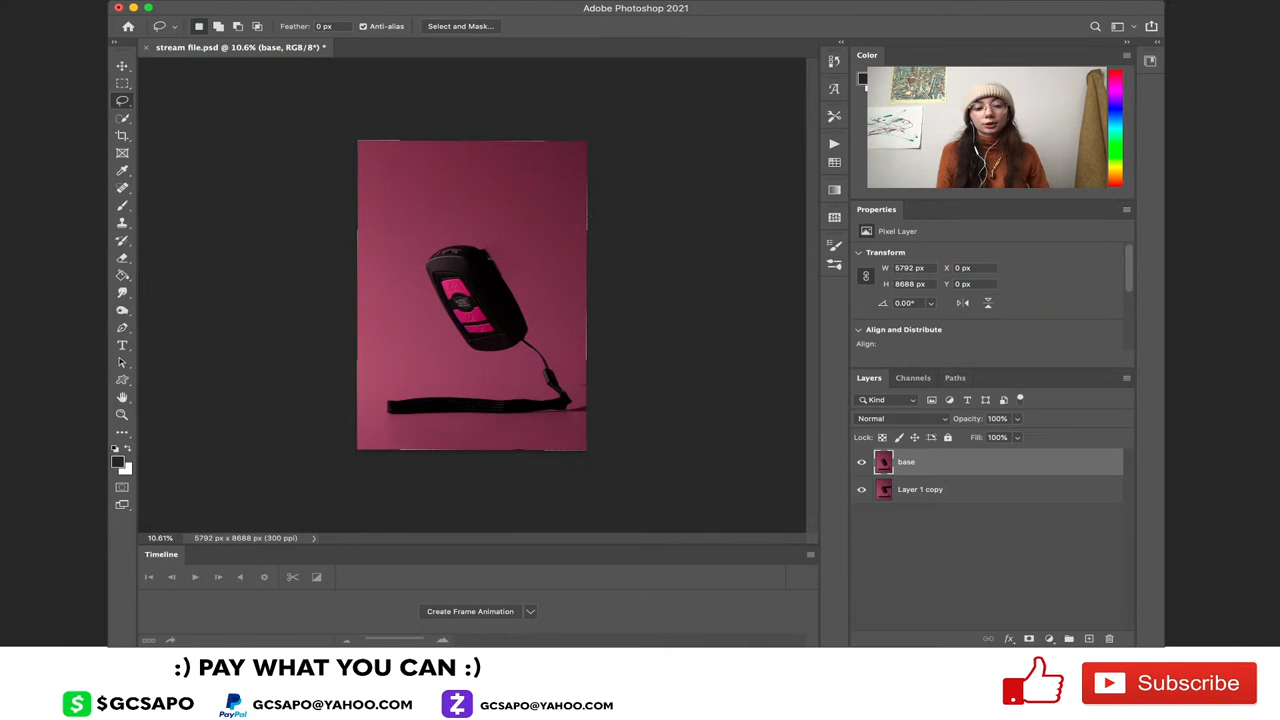 Adobe Photoshop 2021
Feather: 0 px Anti-alias Select and Mask...
stream file.psd @ 10.6% (base, RGB/8*) *
Color
Properties
Pixel Layer
Transform
W 5792 px X 0 px
H 8688 px Y 0 px
0.00°
Align and Distribute
Align:
Layers Channels Paths
Kind
Normal Opacity: 100%
Lock: Fill: 100%
base
Layer 1 copy
10.61% 5792 px x 8688 px (300 ppi)
Timeline
Create Frame Animation
:) PAY WHAT YOU CAN :)
$GCSAPO
PayPal GCSAPO@YAHOO.COM
GCSAPO@YAHOO.COM
Subscribe